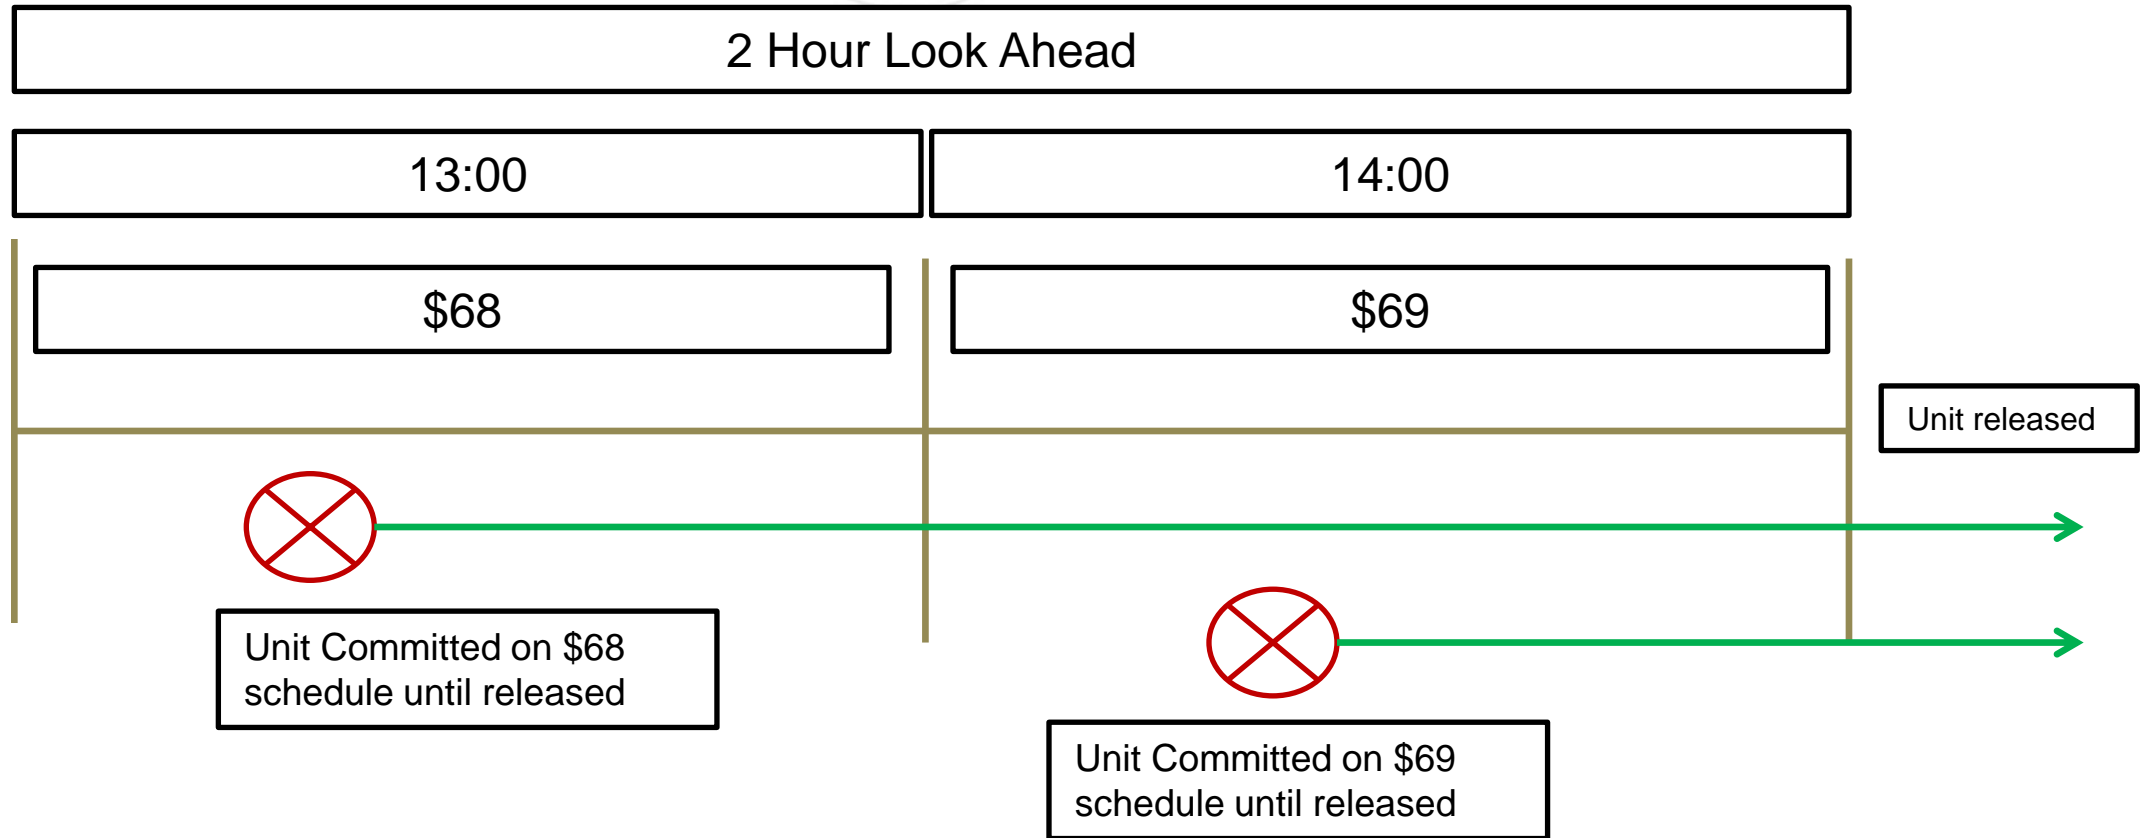 2 Hour Look Ahead
13:00
14:00
$68
$69
Unit released
Unit Committed on $68
schedule until released
Unit Committed on $69
schedule until released